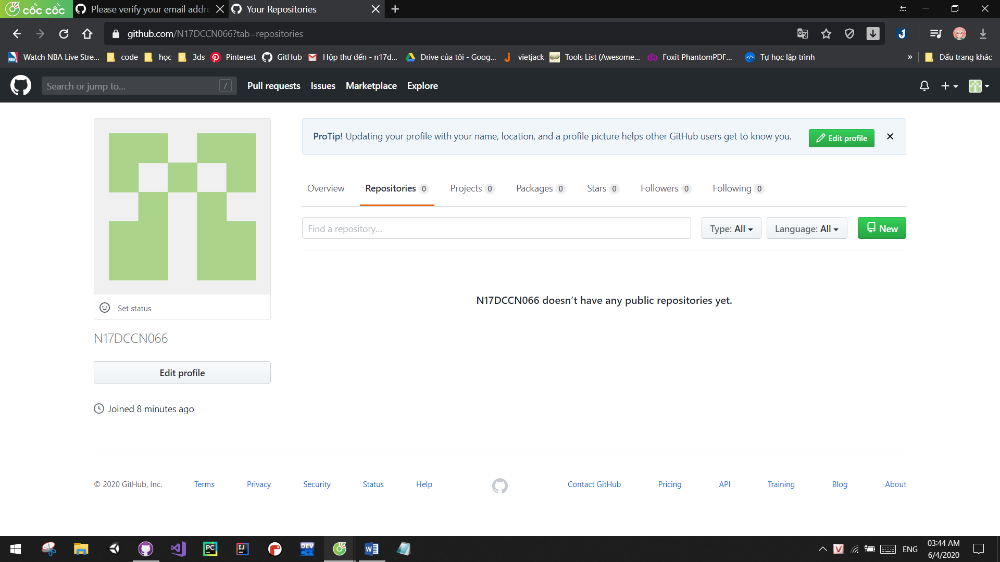 cốc cốc
Please verify your email addre
Your Repositories
github.com/N17DCCN066?tab=repositories
Watch NBA Live Stre...
code
học
3ds
Pinterest
GitHub
Hộp thư đến - n17d...
Drive của tôi - Goog...
vietjack
Tools List (Awesome...
Foxit PhantomPDF...
Tự học lập trình
»
Dấu trang khác
Search or jump to...
/
Pull requests
Issues
Marketplace
Explore
ProTip! Updating your profile with your name, location, and a profile picture helps other GitHub users get to know you.
Edit profile
Overview
Repositories 0
Projects 0
Packages 0
Stars 0
Followers 0
Following 0
Find a repository...
Type: All
Language: All
New
N17DCCN066 doesn’t have any public repositories yet.
Set status
N17DCCN066
Edit profile
Joined 8 minutes ago
© 2020 GitHub, Inc.
Terms
Privacy
Security
Status
Help
Contact GitHub
Pricing
API
Training
Blog
About
PC
IJ
DEV
C++
W
V
ENG
03:44 AM
6/4/2020